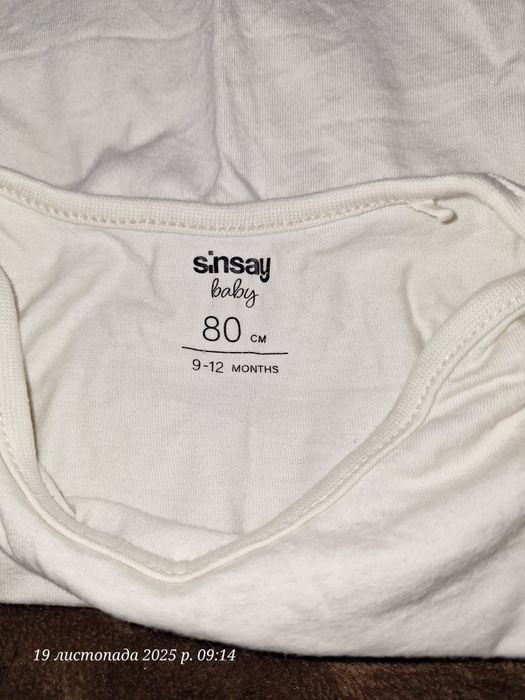 sinsay
baby
80 CM
9-12 MONTHS
19 листопада 2025 р. 09:14